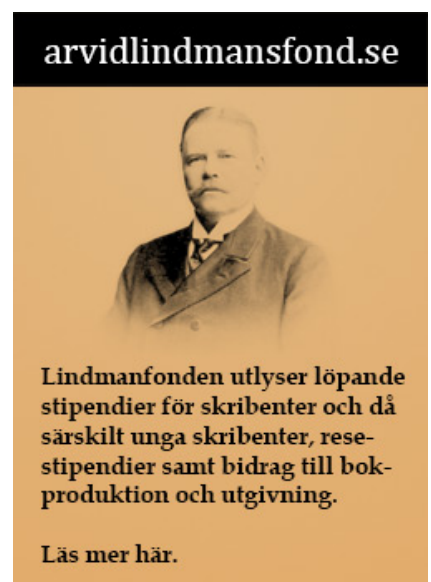 arvidlindmansfond.se
Lindmanfonden utlyser löpande
stipendier för skribenter och då
särskilt unga skribenter, rese-
stipendier samt bidrag till bok-
produktion och utgivning.
Läs mer här.